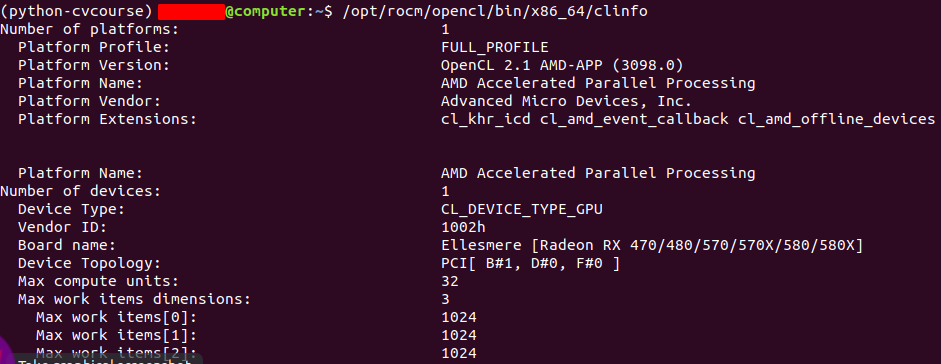 (python-cvcourse) @computer:~$ /opt/rocm/opencl/bin/x86_64/clinfo
Number of platforms: 1
Platform Profile: FULL_PROFILE
Platform Version: OpenCL 2.1 AMD-APP (3098.0)
Platform Name: AMD Accelerated Parallel Processing
Platform Vendor: Advanced Micro Devices, Inc.
Platform Extensions: cl_khr_icd cl_amd_event_callback cl_amd_offline_devices
Platform Name: AMD Accelerated Parallel Processing
Number of devices: 1
Device Type: CL_DEVICE_TYPE_GPU
Vendor ID: 1002h
Board name: Ellesmere [Radeon RX 470/480/570/570X/580/580X]
Device Topology: PCI[ B#1, D#0, F#0 ]
Max compute units: 32
Max work items dimensions: 3
Max work items[0]: 1024
Max work items[1]: 1024
Max work items[2]: 1024